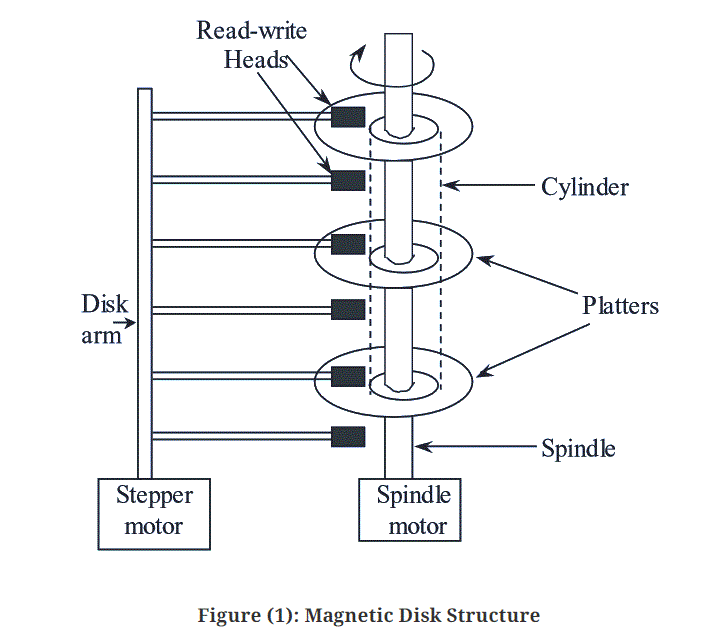 Read-write
Heads
Cylinder
Disk
arm
Platters
Spindle
Stepper
motor
Spindle
motor
Figure (1): Magnetic Disk Structure